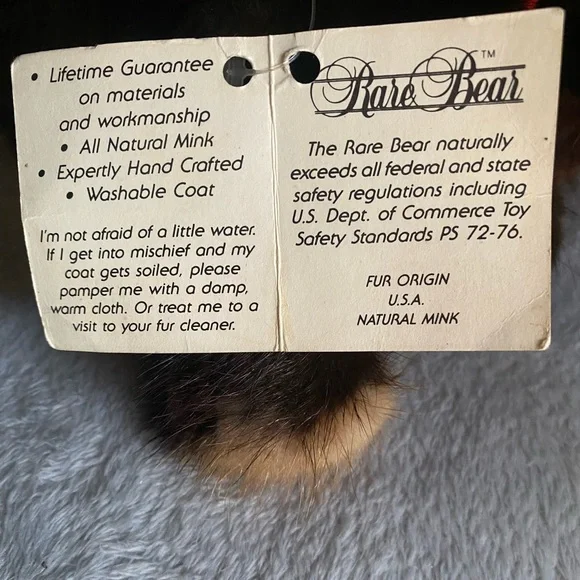 • Lifetime Guarantee
on materials
and workmanship
• All Natural Mink
• Expertly Hand Crafted
• Washable Coat
I'm not afraid of a little water.
If I get into mischief and my
coat gets soiled, please
pamper me with a damp,
warm cloth. Or treat me to a
visit to your fur cleaner.
Rare Bear™
The Rare Bear naturally
exceeds all federal and state
safety regulations including
U.S. Dept. of Commerce Toy
Safety Standards PS 72-76.
FUR ORIGIN
U.S.A.
NATURAL MINK